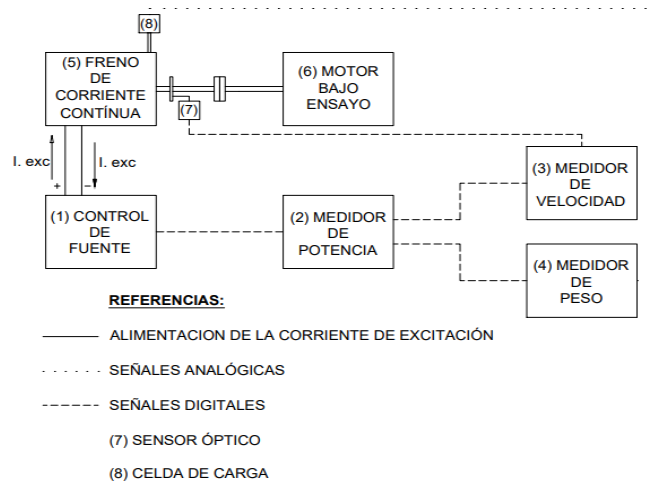 (8)
(5) FRENO
DE
CORRIENTE
CONTÍNUA
(6) MOTOR
BAJO
ENSAYO
(7)
I. exc
I. exc
+
−
(3) MEDIDOR
DE
VELOCIDAD
(1) CONTROL
DE
FUENTE
(2) MEDIDOR
DE
POTENCIA
(4) MEDIDOR
DE
PESO
REFERENCIAS:
ALIMENTACION DE LA CORRIENTE DE EXCITACIÓN
SEÑALES ANALÓGICAS
SEÑALES DIGITALES
(7) SENSOR ÓPTICO
(8) CELDA DE CARGA